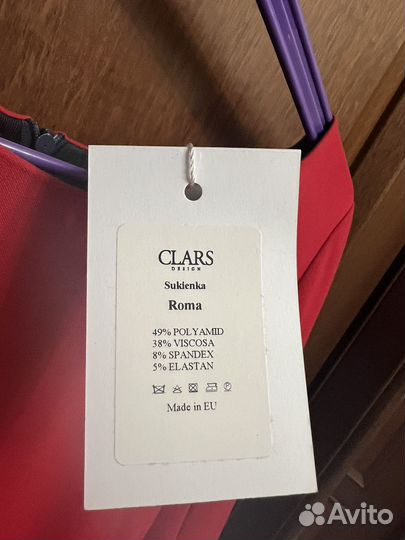 CLARS
DESIGN
Sukienka
Roma
49% POLYAMID
38% VISCOSA
8% SPANDEX
5% ELASTAN
Made in EU
Avito